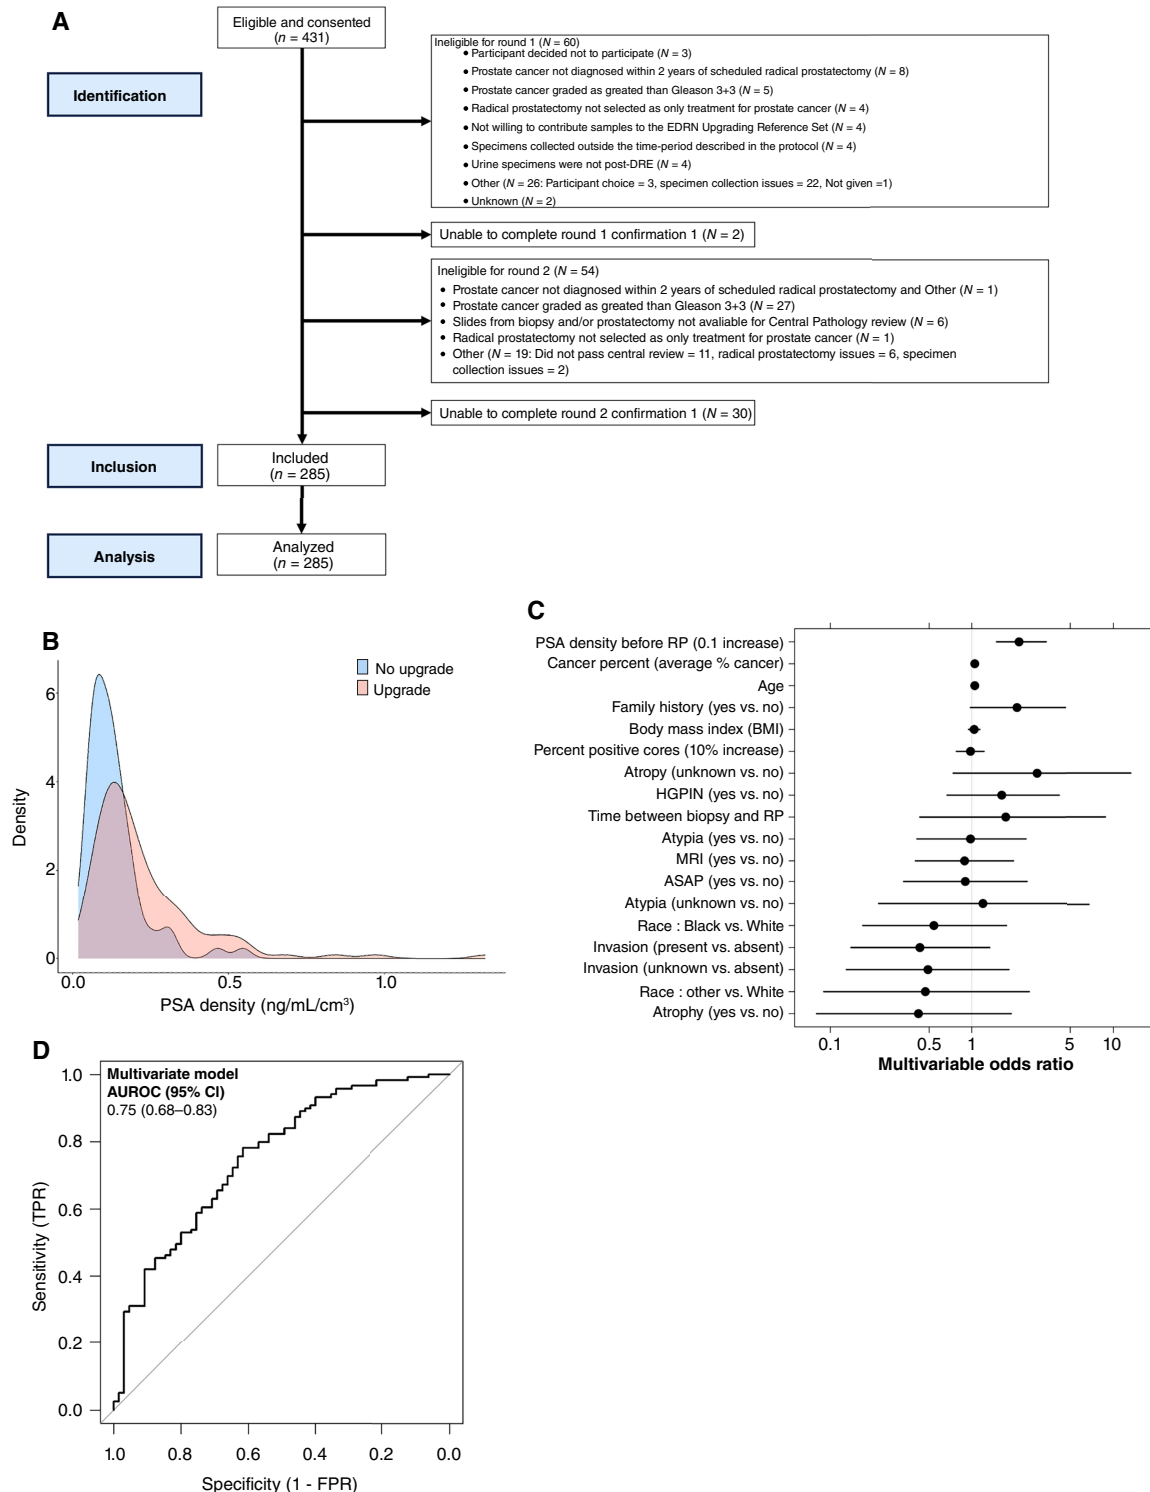 A
Eligible and consented
(n = 431)
Identification
Ineligible for round 1 (N = 60)
• Participant decided not to participate (N = 3)
• Prostate cancer not diagnosed within 2 years of scheduled radical prostatectomy (N = 8)
• Prostate cancer graded as greated than Gleason 3+3 (N = 5)
• Radical prostatectomy not selected as only treatment for prostate cancer (N = 4)
• Not willing to contribute samples to the EDRN Upgrading Reference Set (N = 4)
• Specimens collected outside the time-period described in the protocol (N = 4)
• Urine specimens were not post-DRE (N = 4)
• Other (N = 26: Participant choice = 3, specimen collection issues = 22, Not given =1)
• Unknown (N = 2)
Unable to complete round 1 confirmation 1 (N = 2)
Ineligible for round 2 (N = 54)
• Prostate cancer not diagnosed within 2 years of scheduled radical prostatectomy and Other (N = 1)
• Prostate cancer graded as greated than Gleason 3+3 (N = 27)
• Slides from biopsy and/or prostatectomy not avaliable for Central Pathology review (N = 6)
• Radical prostatectomy not selected as only treatment for prostate cancer (N = 1)
• Other (N = 19: Did not pass central review = 11, radical prostatectomy issues = 6, specimen
collection issues = 2)
Unable to complete round 2 confirmation 1 (N = 30)
Inclusion
Included
(n = 285)
Analysis
Analyzed
(n = 285)
B
No upgrade
Upgrade
6
4
2
0
Density
0.0 0.5 1.0
PSA density (ng/mL/cm³)
C
PSA density before RP (0.1 increase)
Cancer percent (average % cancer)
Age
Family history (yes vs. no)
Body mass index (BMI)
Percent positive cores (10% increase)
Atropy (unknown vs. no)
HGPIN (yes vs. no)
Time between biopsy and RP
Atypia (yes vs. no)
MRI (yes vs. no)
ASAP (yes vs. no)
Atypia (unknown vs. no)
Race : Black vs. White
Invasion (present vs. absent)
Invasion (unknown vs. absent)
Race : other vs. White
Atrophy (yes vs. no)
0.1 0.5 1 5 10
Multivariable odds ratio
D
Multivariate model
AUROC (95% CI)
0.75 (0.68–0.83)
1.0
0.8
0.6
0.4
0.2
0.0
Sensitivity (TPR)
1.0 0.8 0.6 0.4 0.2 0.0
Specificity (1 - FPR)